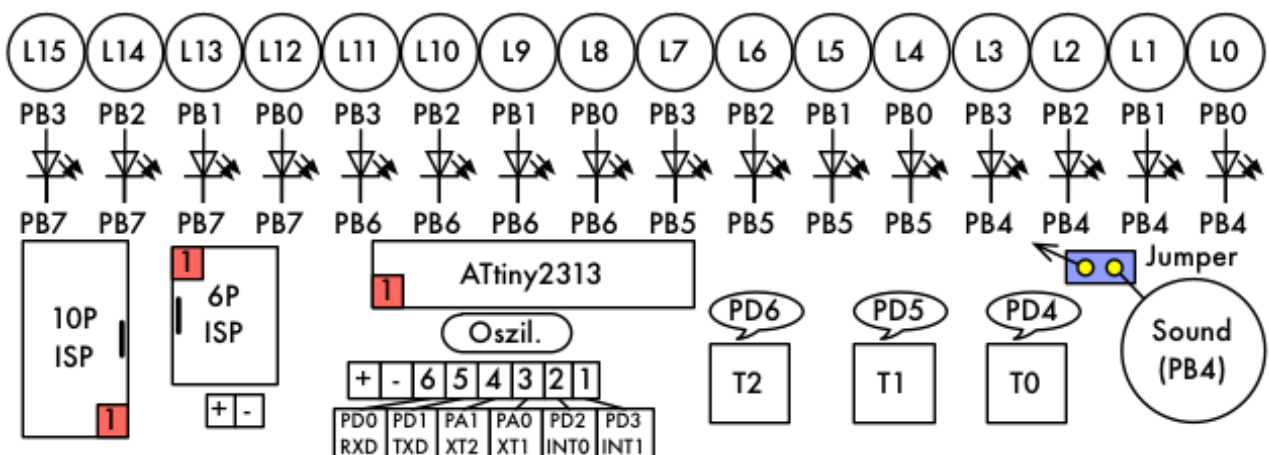 L15 L14 L13 L12 L11 L10 L9 L8 L7 L6 L5 L4 L3 L2 L1 L0
PB3 PB2 PB1 PB0 PB3 PB2 PB1 PB0 PB3 PB2 PB1 PB0 PB3 PB2 PB1 PB0
PB7 PB7 PB7 PB7 PB6 PB6 PB6 PB6 PB5 PB5 PB5 PB5 PB4 PB4 PB4 PB4
10P
ISP
1
1
6P
ISP
+ -
ATtiny2313
1
Oszil.
+ - 6 5 4 3 2 1
PD0 PD1 PA1 PA0 PD2 PD3
RXD TXD XT2 XT1 INT0 INT1
PD6 PD5 PD4
T2 T1 T0
Jumper
Sound
(PB4)